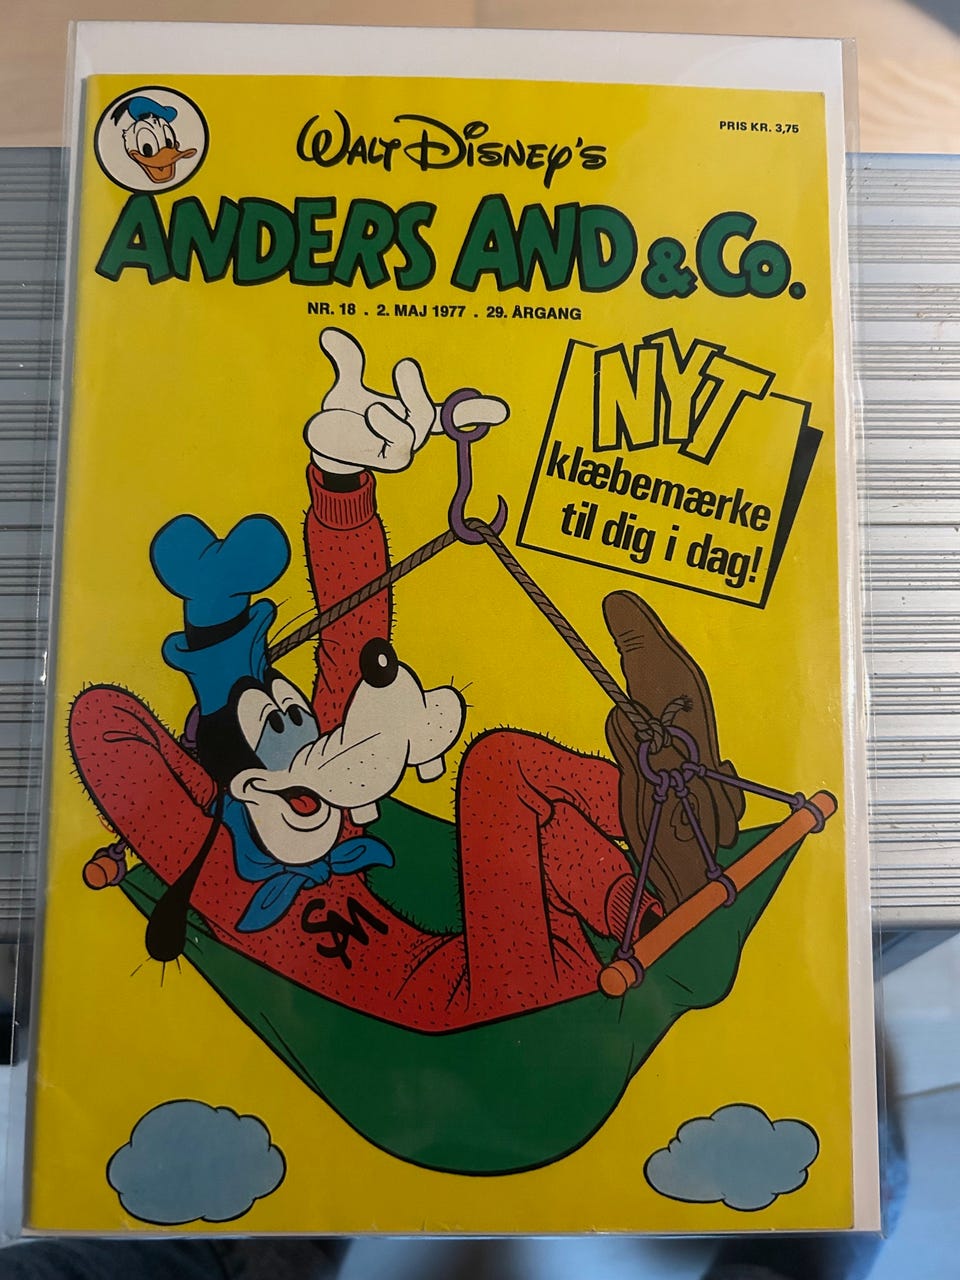 WALT DISNEY'S
PRIS KR. 3,75
ANDERS AND & CO.
NR. 18 . 2. MAJ 1977 . 29. ÅRGANG
NYT
klæbemærke
til dig i dag!
SM